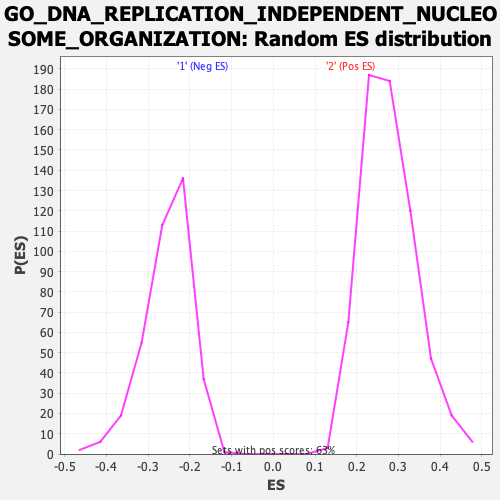 GO_DNA_REPLICATION_INDEPENDENT_NUCLEO
SOME_ORGANIZATION: Random ES distribution
'1' (Neg ES) '2' (Pos ES)
190
180
170
160
150
140
130
120
110
100
90
80
70
60
50
40
30
20
10
0
P(ES)
Sets with pos scores: 63%
-0.5 -0.4 -0.3 -0.2 -0.1 0.0 0.1 0.2 0.3 0.4 0.5
ES